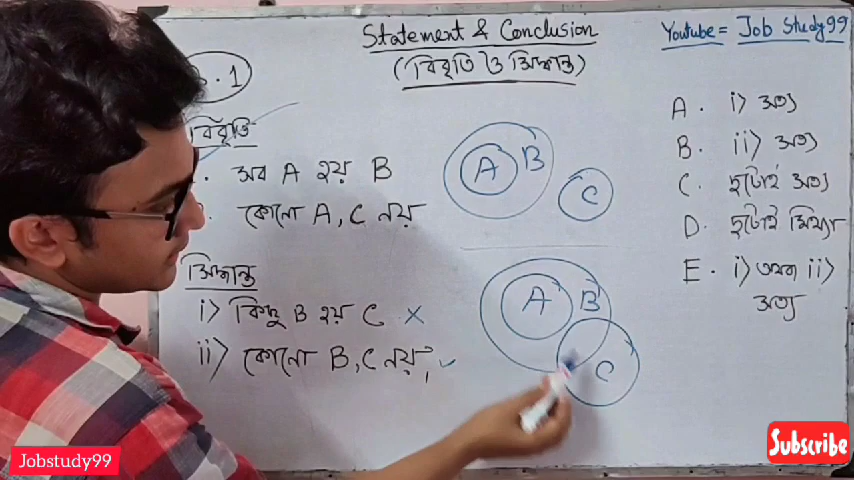 Statement & Conclusion
(বিবৃতি ও সিদ্ধান্ত)
Youtube = Job Study99
. 1
বিবৃতি
সব A হয় B
কোনো A, C নয়
সিদ্ধান্ত
i> কিছু B হয় C ×
ii> কোনো B, C নয় ✓
A B
C
A B
C
A. i> সত্য
B. ii> সত্য
C. দুটোই সত্য
D. দুটোই মিথ্যা
E. i> অথবা ii>
সত্য
Jobstudy99
Subscribe